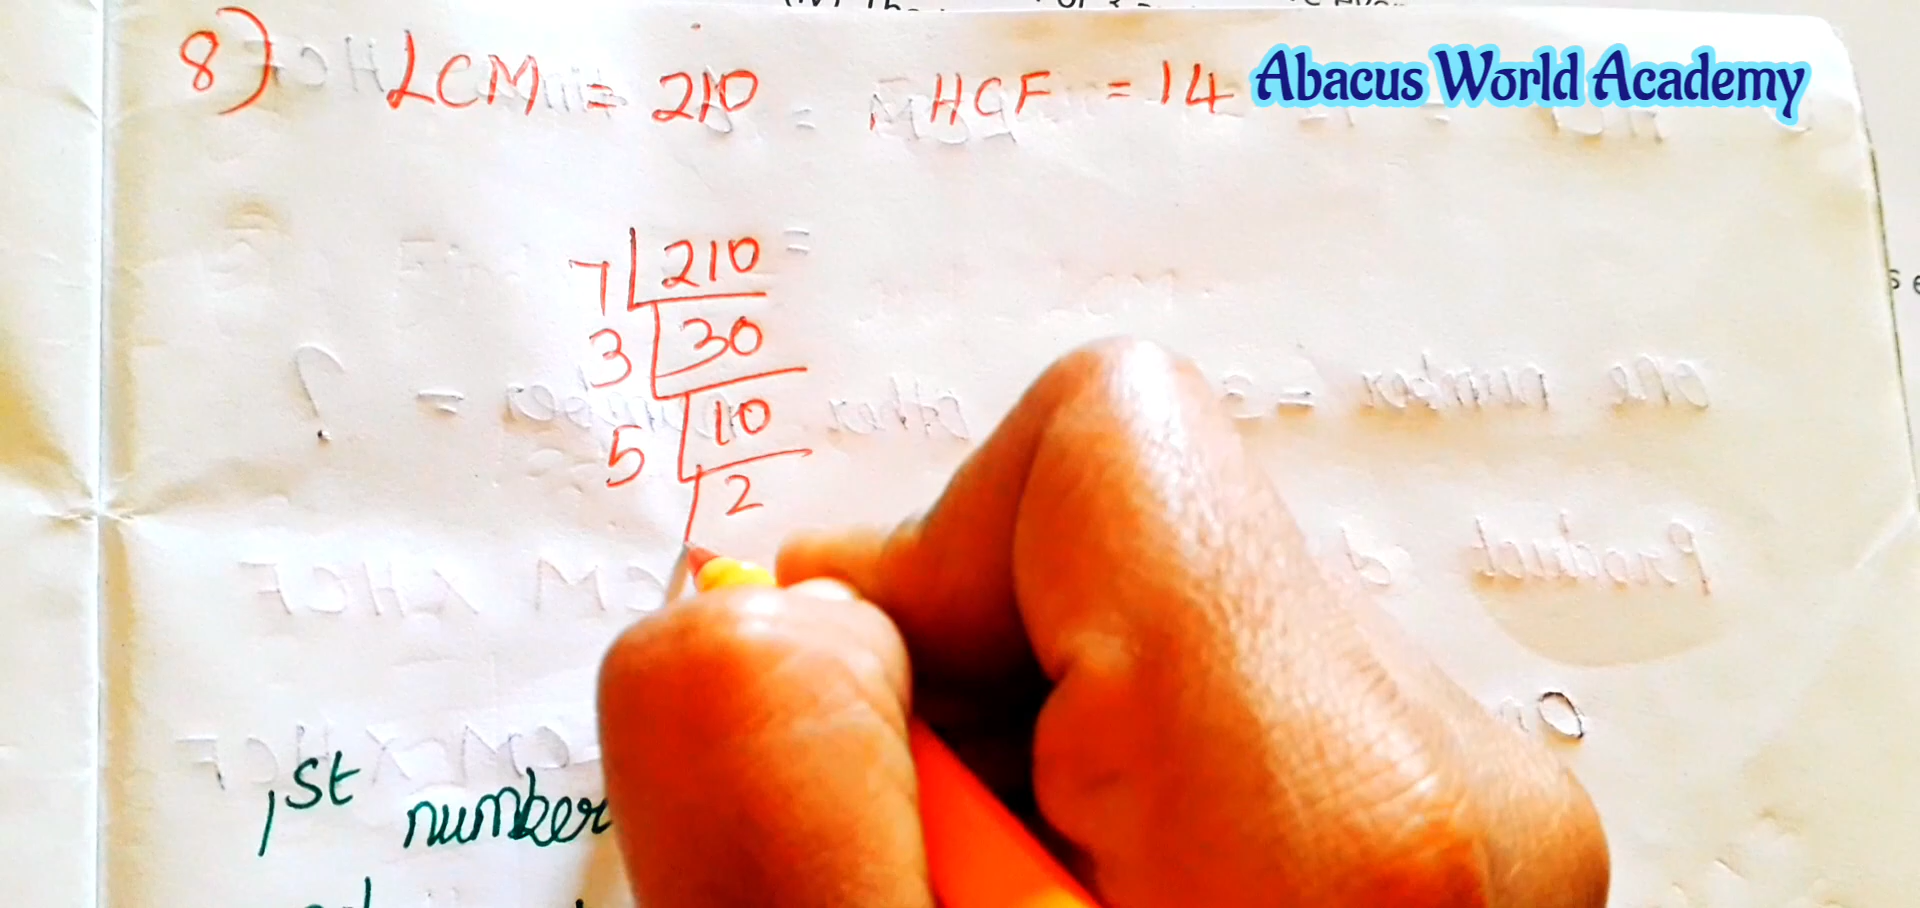 8) LCM = 210 HCF = 14 Abacus World Academy
7 210
3 30
5 10
2
1st number